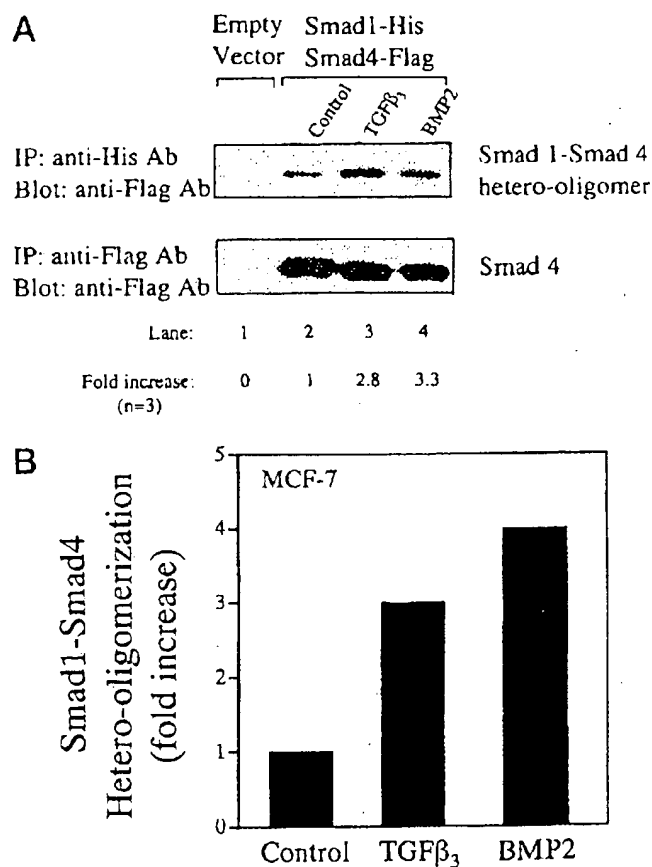 A
Empty Vector
Smad1-His
Smad4-Flag
Control TGFβ3 BMP2
IP: anti-His Ab
Blot: anti-Flag Ab
Smad 1-Smad 4
hetero-oligomer
IP: anti-Flag Ab
Blot: anti-Flag Ab
Smad 4
Lane: 1 2 3 4
Fold increase: 0 1 2.8 3.3
(n=3)
B
MCF-7
Smad1-Smad4
Hetero-oligomerization
(fold increase)
5
4
3
2
1
0
Control TGFβ3 BMP2